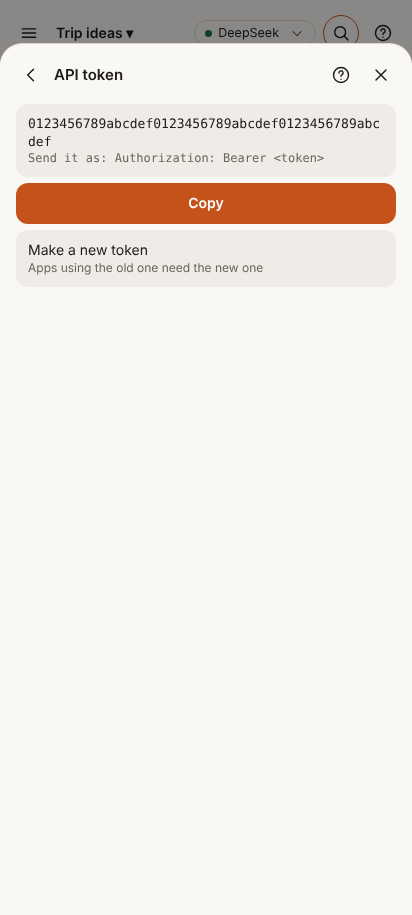 Trip ideas ▾
DeepSeek
API token
0123456789abcdef0123456789abcdef0123456789abc
def
Send it as: Authorization: Bearer <token>
Copy
Make a new token
Apps using the old one need the new one